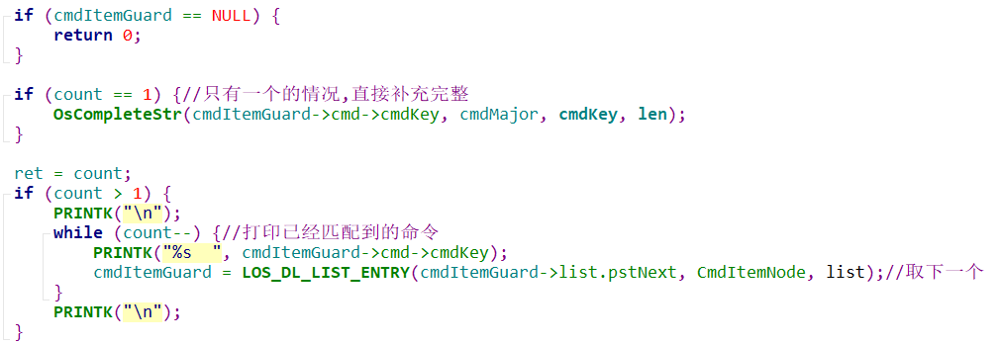 if (cmdItemGuard == NULL) {
    return 0;
}

if (count == 1) {//只有一个的情况,直接补充完整
    OsCompleteStr(cmdItemGuard->cmd->cmdKey, cmdMajor, cmdKey, len);
}

ret = count;
if (count > 1) {
    PRINTK("\n");
    while (count--) {//打印已经匹配到的命令
        PRINTK("%s  ", cmdItemGuard->cmd->cmdKey);
        cmdItemGuard = LOS_DL_LIST_ENTRY(cmdItemGuard->list.pstNext, CmdItemNode, list);//取下一个
    }
    PRINTK("\n");
}